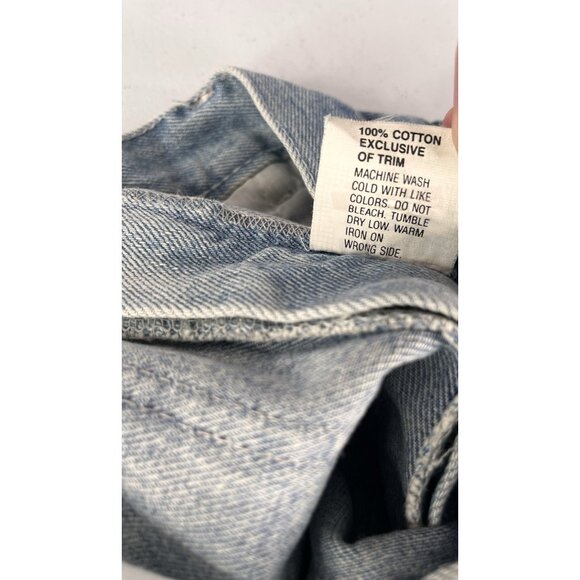 100% COTTON
EXCLUSIVE
OF TRIM
MACHINE WASH
COLD WITH LIKE
COLORS. DO NOT
BLEACH. TUMBLE
DRY LOW. WARM
IRON ON
WRONG SIDE.